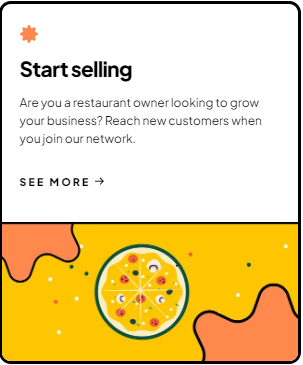 Start selling
Are you a restaurant owner looking to grow
your business? Reach new customers when
you join our network.
SEE MORE →